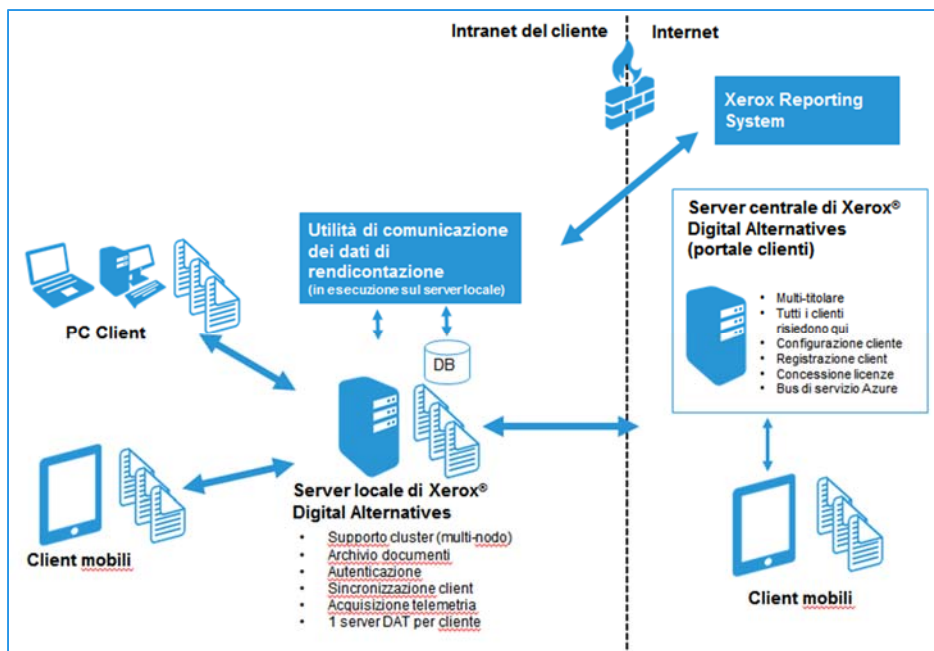 Intranet del cliente
Internet
Xerox Reporting
System
Utilità di comunicazione
dei dati di
rendicontazione
(in esecuzione sul server locale)
Server centrale di Xerox®
Digital Alternatives
(portale clienti)
• Multi-titolare
• Tutti i clienti
risiedono qui
• Configurazione cliente
• Registrazione client
• Concessione licenze
• Bus di servizio Azure
PC Client
DB
Server locale di Xerox®
Digital Alternatives
• Supporto cluster (multi-nodo)
• Archivio documenti
• Autenticazione
• Sincronizzazione client
• Acquisizione telemetria
• 1 server DAT per cliente
Client mobili
Client mobili